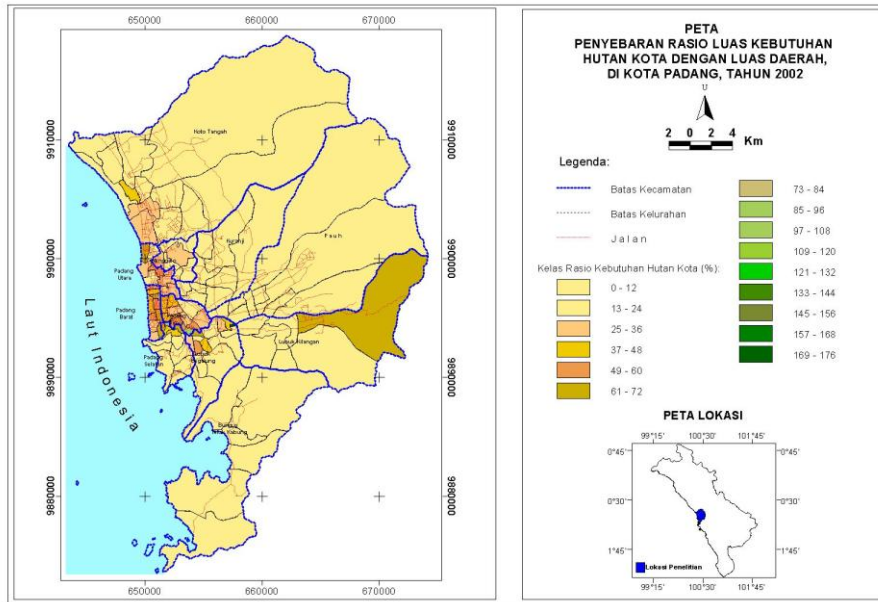 650000 660000 670000
9910000
9900000
9890000
9880000
Koto Tangah
Pauh
Kuranji
Padang
Utara
Padang
Barat
Padang
Selatan
Lubuk Kilangan
Bungus
Teluk Kabung
Laut Indonesia
9910000
9900000
9890000
9880000
650000 660000 670000
PETA
PENYEBARAN RASIO LUAS KEBUTUHAN
HUTAN KOTA DENGAN LUAS DAERAH,
DI KOTA PADANG, TAHUN 2002
U
2 0 2 4 Km
Legenda:
Batas Kecamatan
Batas Kelurahan
Jalan
Kelas Rasio Kebutuhan Hutan Kota (%):
0 - 12
13 - 24
25 - 36
37 - 48
49 - 60
61 - 72
73 - 84
85 - 96
97 - 108
109 - 120
121 - 132
133 - 144
145 - 156
157 - 168
169 - 176
PETA LOKASI
99°15' 100°30' 101°45'
0°45' 0°45'
0°30' 0°30'
1°45' 1°45'
Lokasi Penelitian
99°15' 100°30' 101°45'